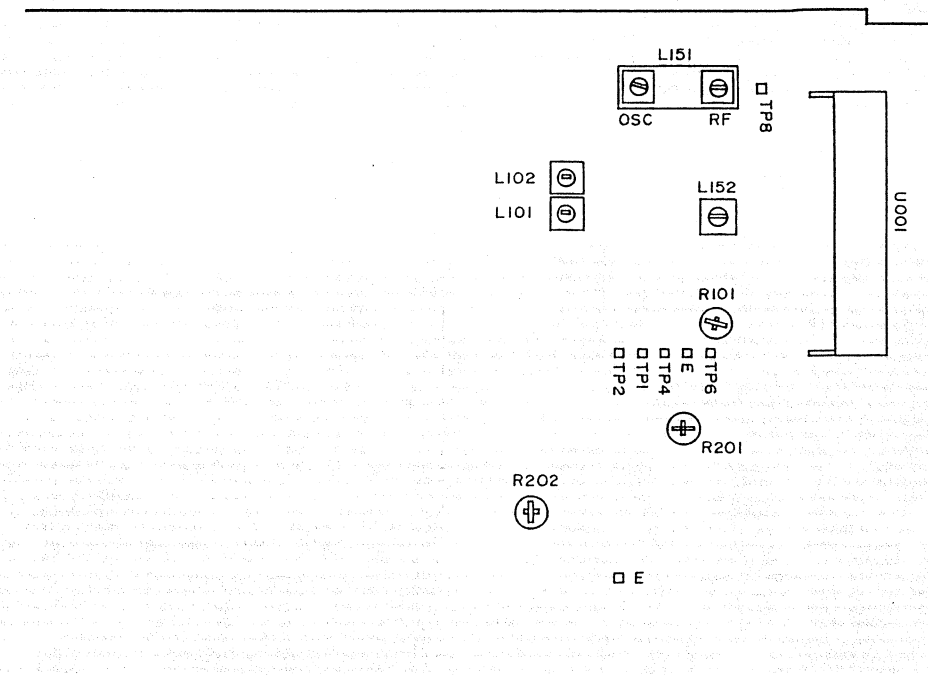 L151
OSC
RF
TP8
L102
L152
L101
U001
R101
TP2
TP1
TP4
E
TP6
R201
R202
E